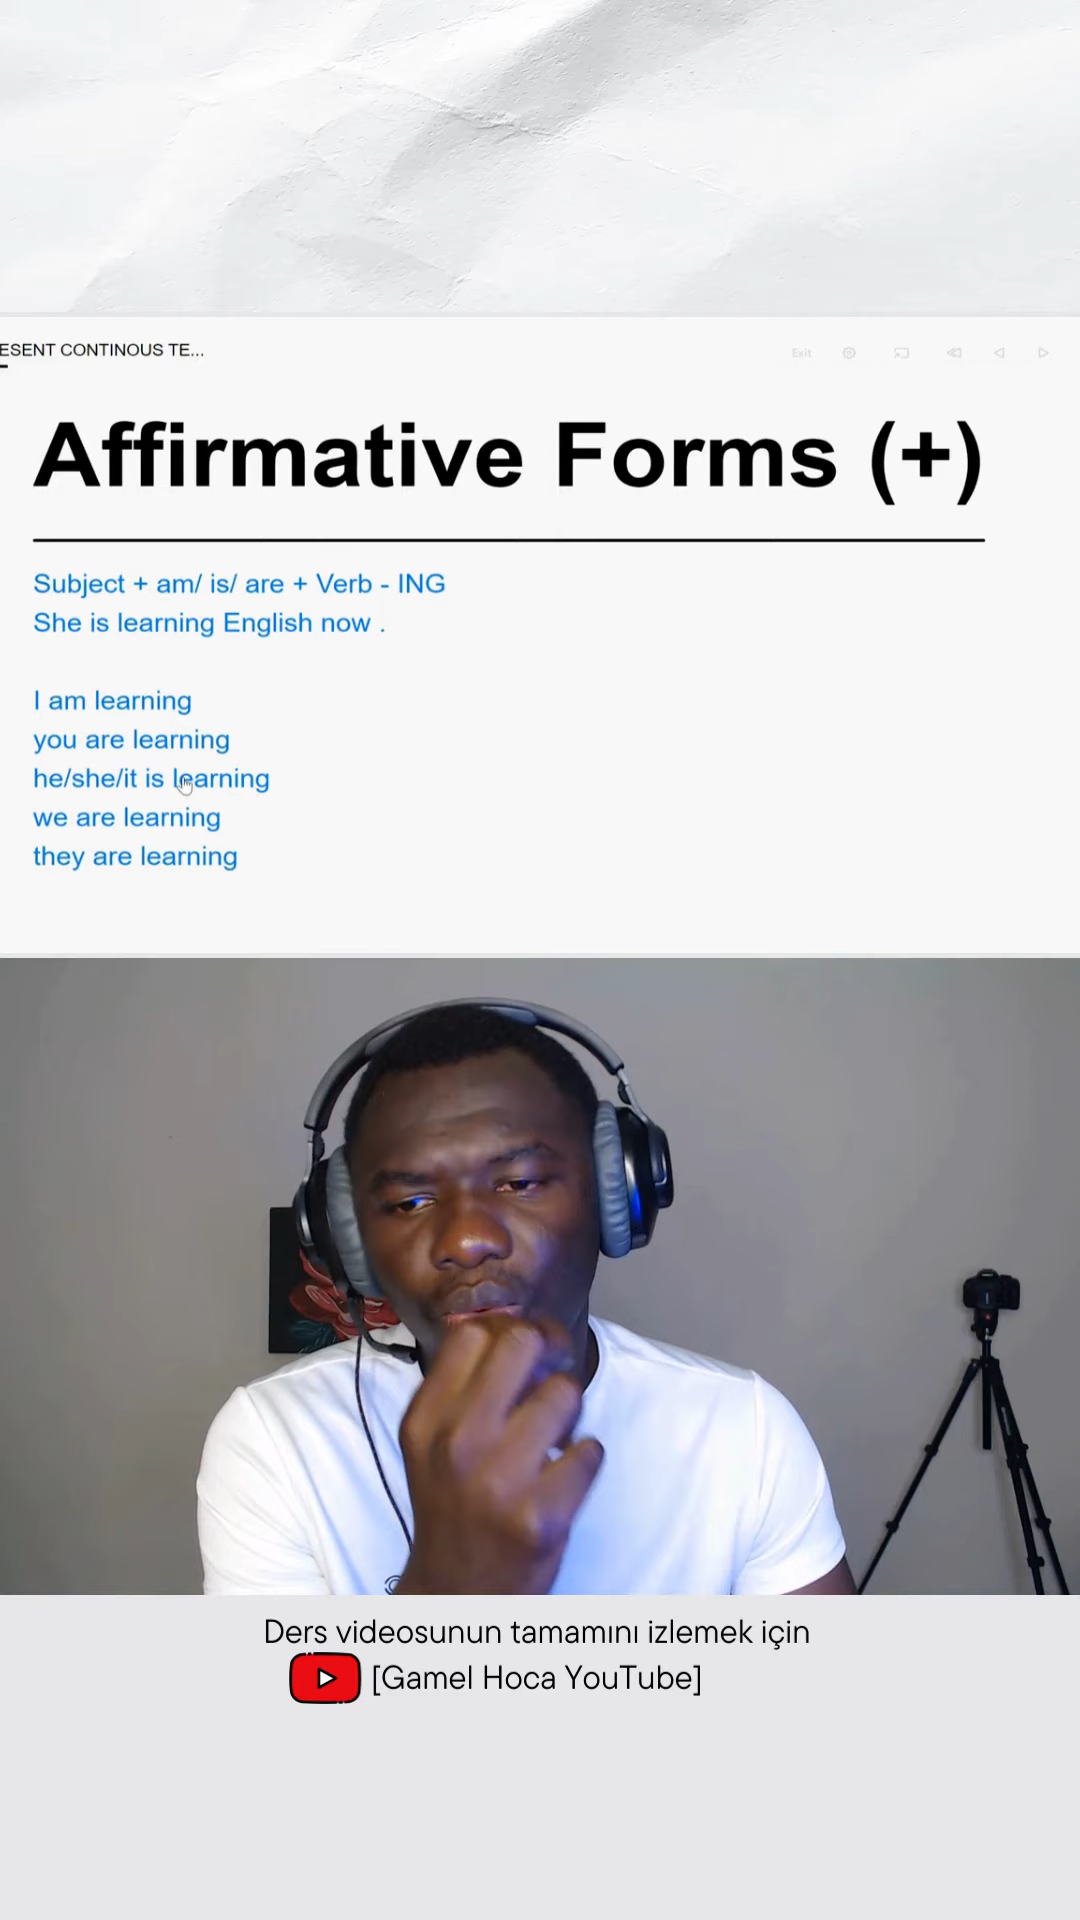 ESENT CONTINOUS TE...
Exit
Affirmative Forms (+)
Subject + am/ is/ are + Verb - ING
She is learning English now .
I am learning
you are learning
he/she/it is learning
we are learning
they are learning
Ders videosunun tamamını izlemek için
[Gamel Hoca YouTube]